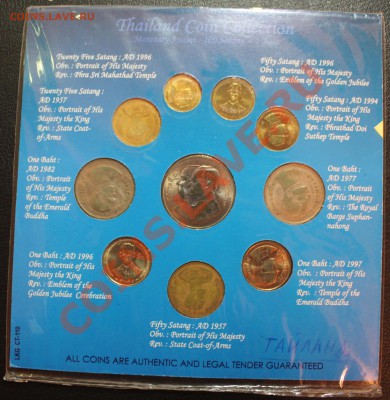 COINS.LAVE.RU
Thailand Coin Collection
Twenty Five Satang : AD 1996
Obv. : Portrait of His Majesty
Rev. : Phra Sri Mahathad Temple
Fifty Satang : AD 1996
Obv. : Portrait of His Majesty
Rev. : Emblem of the Golden Jubilee
Twenty Five Satang :
AD 1957
Obv. : Portrait of His
Majesty the King
Rev. : State Coat-
of-Arms
Fifty Satang : AD 1994
Obv. : Portrait of His
Majesty the King
Rev. : Phrathad Doi
Suthep Temple
One Baht :
AD 1982
Obv. : Portrait
of His Majesty
Rev. : Temple
of the Emerald
Buddha
One Baht :
AD 1977
Obv. : Portrait
of His Majesty
Rev. : The Royal
Barge Suphan-
nahong
One Baht : AD 1996
Obv. : Portrait of His
Majesty the King
Rev. : Emblem of the
Golden Jubilee Celebration
One Baht : AD 1997
Obv. : Portrait of His
Majesty the King
Rev. : Temple of the
Emerald Buddha
Fifty Satang : AD 1957
Obv. : Portrait of His Majesty
Rev. : State Coat-of-Arms
ТАИЛАНД
ALL COINS ARE AUTHENTIC AND LEGAL TENDER GUARANTEED
LKG CT-110